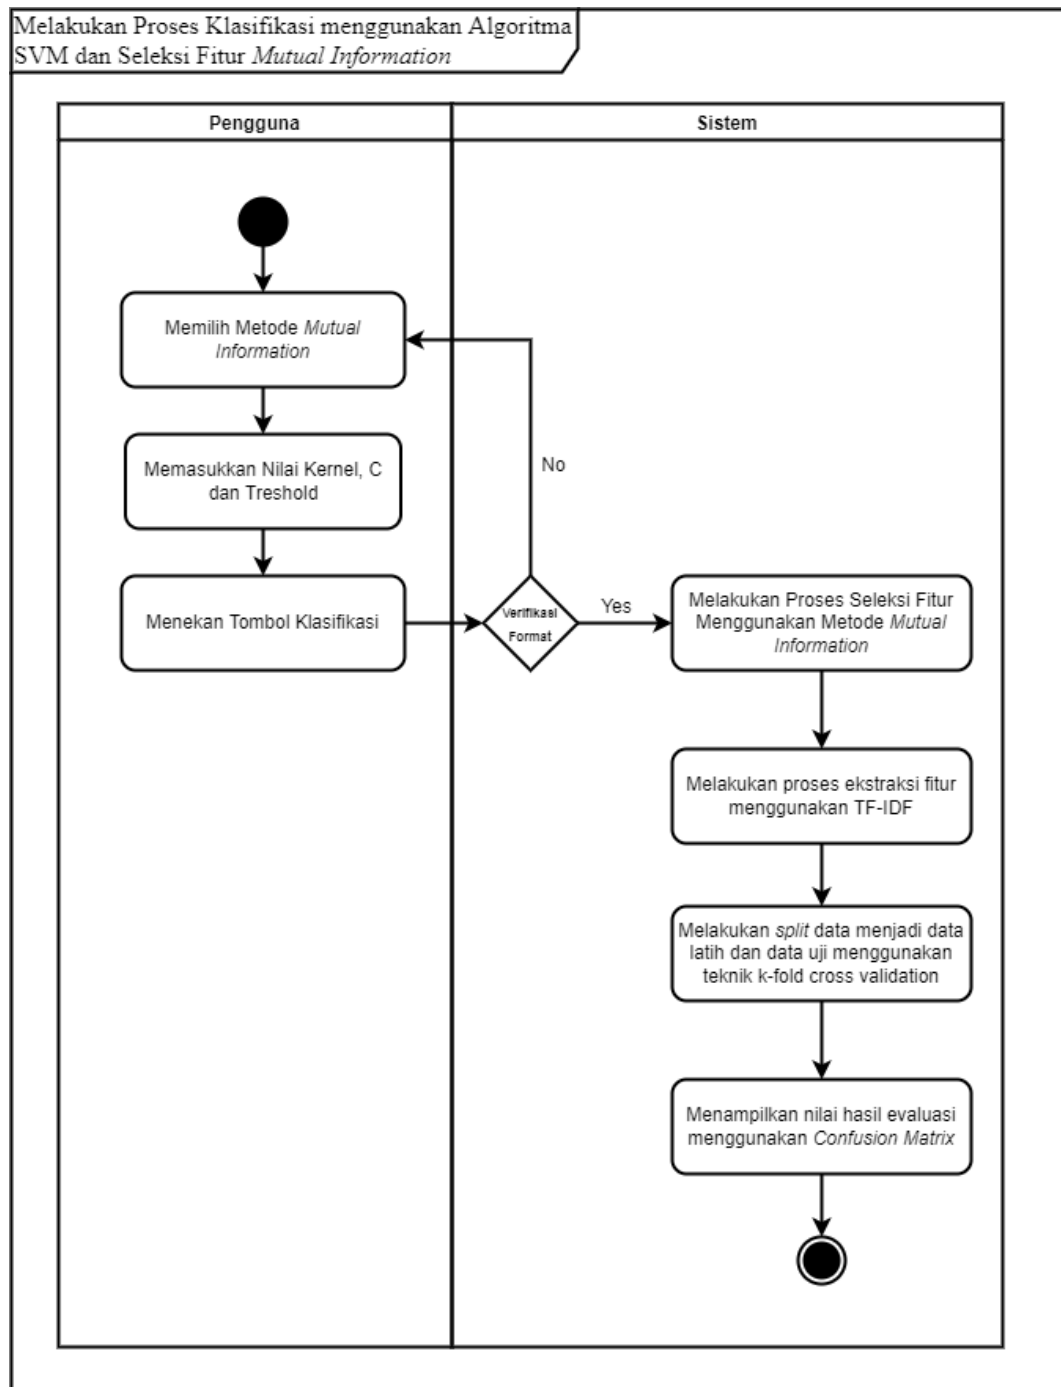 Melakukan Proses Klasifikasi menggunakan Algoritma
SVM dan Seleksi Fitur Mutual Information
Pengguna
Sistem
Memilih Metode Mutual
Information
Memasukkan Nilai Kernel, C
dan Treshold
Menekan Tombol Klasifikasi
No
Verifikasi
Format
Yes
Melakukan Proses Seleksi Fitur
Menggunakan Metode Mutual
Information
Melakukan proses ekstraksi fitur
menggunakan TF-IDF
Melakukan split data menjadi data
latih dan data uji menggunakan
teknik k-fold cross validation
Menampilkan nilai hasil evaluasi
menggunakan Confusion Matrix